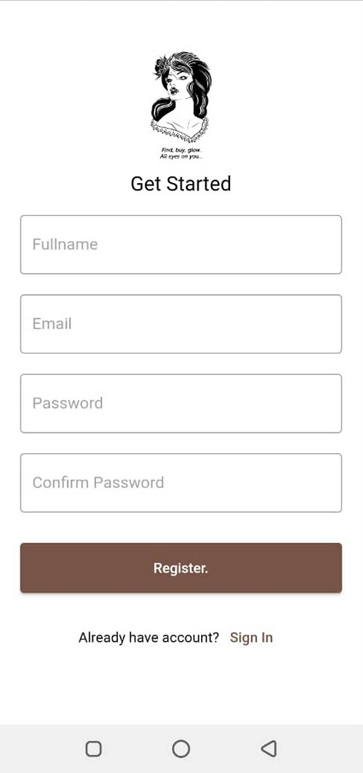 Find, buy, glow.
All eyes on you..
Get Started
Fullname
Email
Password
Confirm Password
Register.
Already have account? Sign In